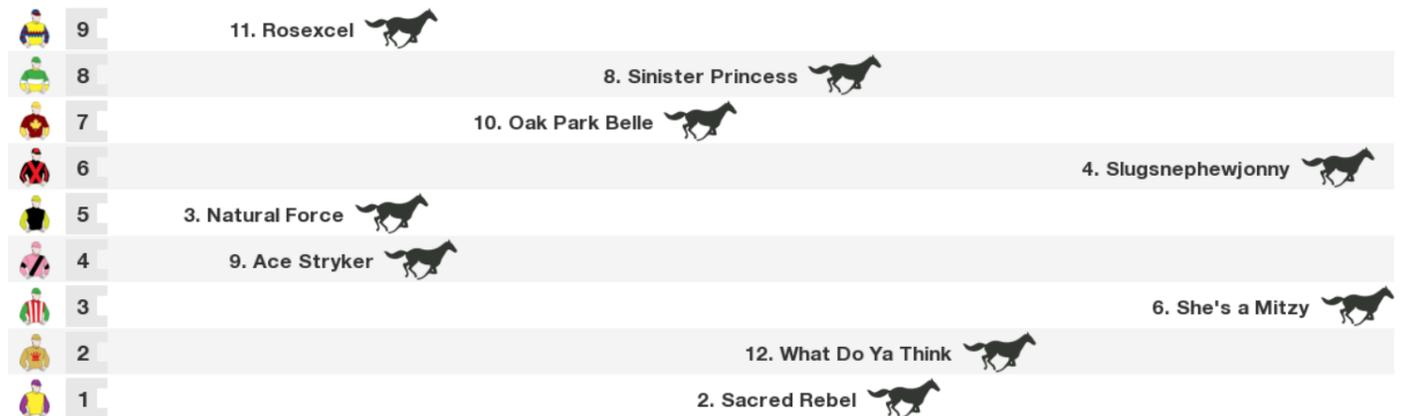 9 11. Rosexcel
8 8. Sinister Princess
7 10. Oak Park Belle
6 4. Slugsnephewjonny
5 3. Natural Force
4 9. Ace Stryker
3 6. She's a Mitzy
2 12. What Do Ya Think
1 2. Sacred Rebel